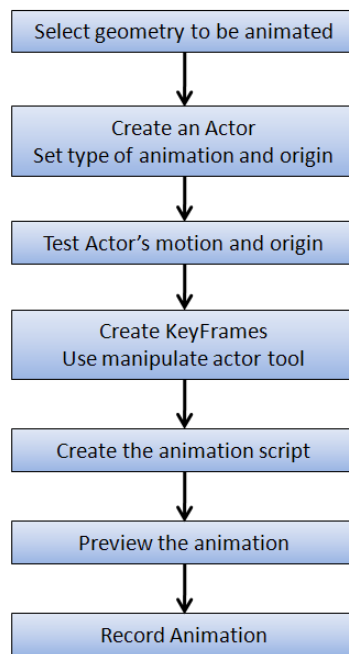 Select geometry to be animated
Create an Actor
Set type of animation and origin
Test Actor's motion and origin
Create KeyFrames
Use manipulate actor tool
Create the animation script
Preview the animation
Record Animation